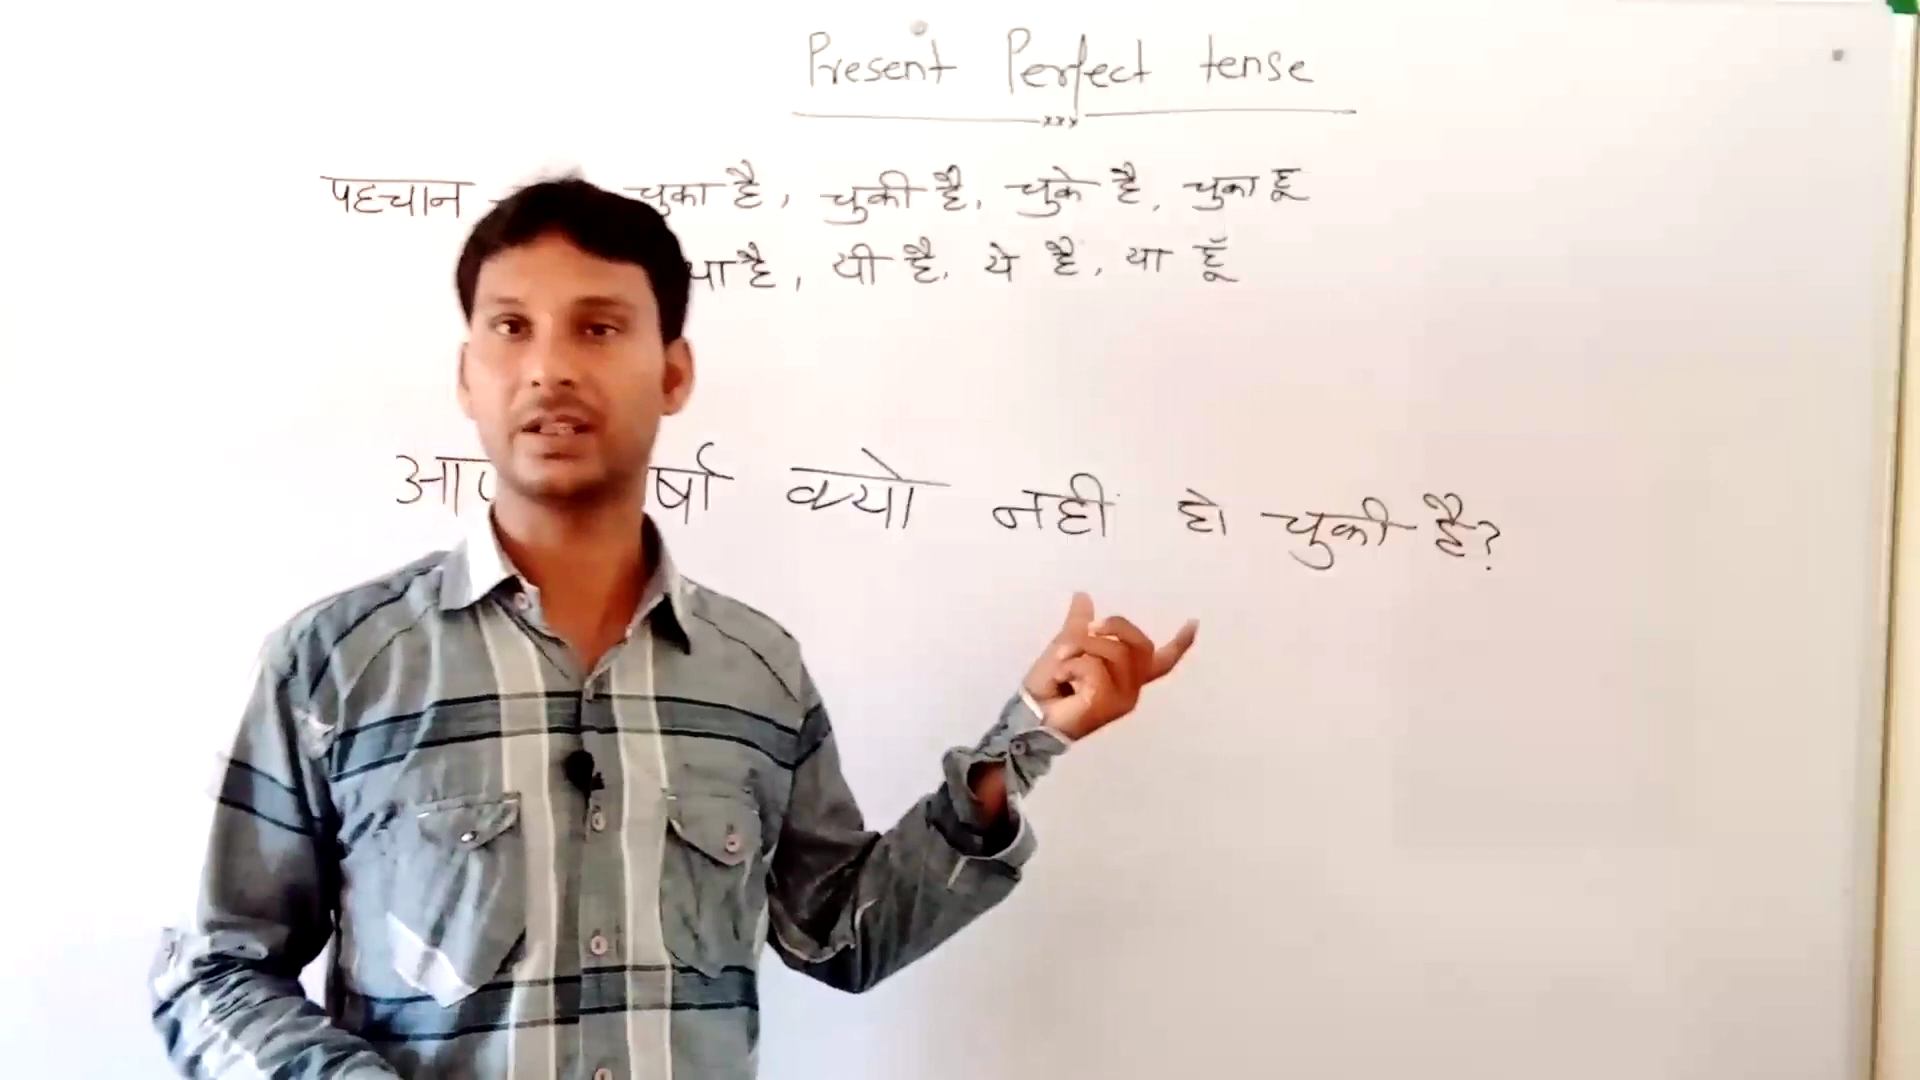 Present Perfect tense
पहचान चुका है, चुकी है, चुके है, चुका हू
या है, यी है, ये है, या हूँ
क्यो नही हो चुकी है?